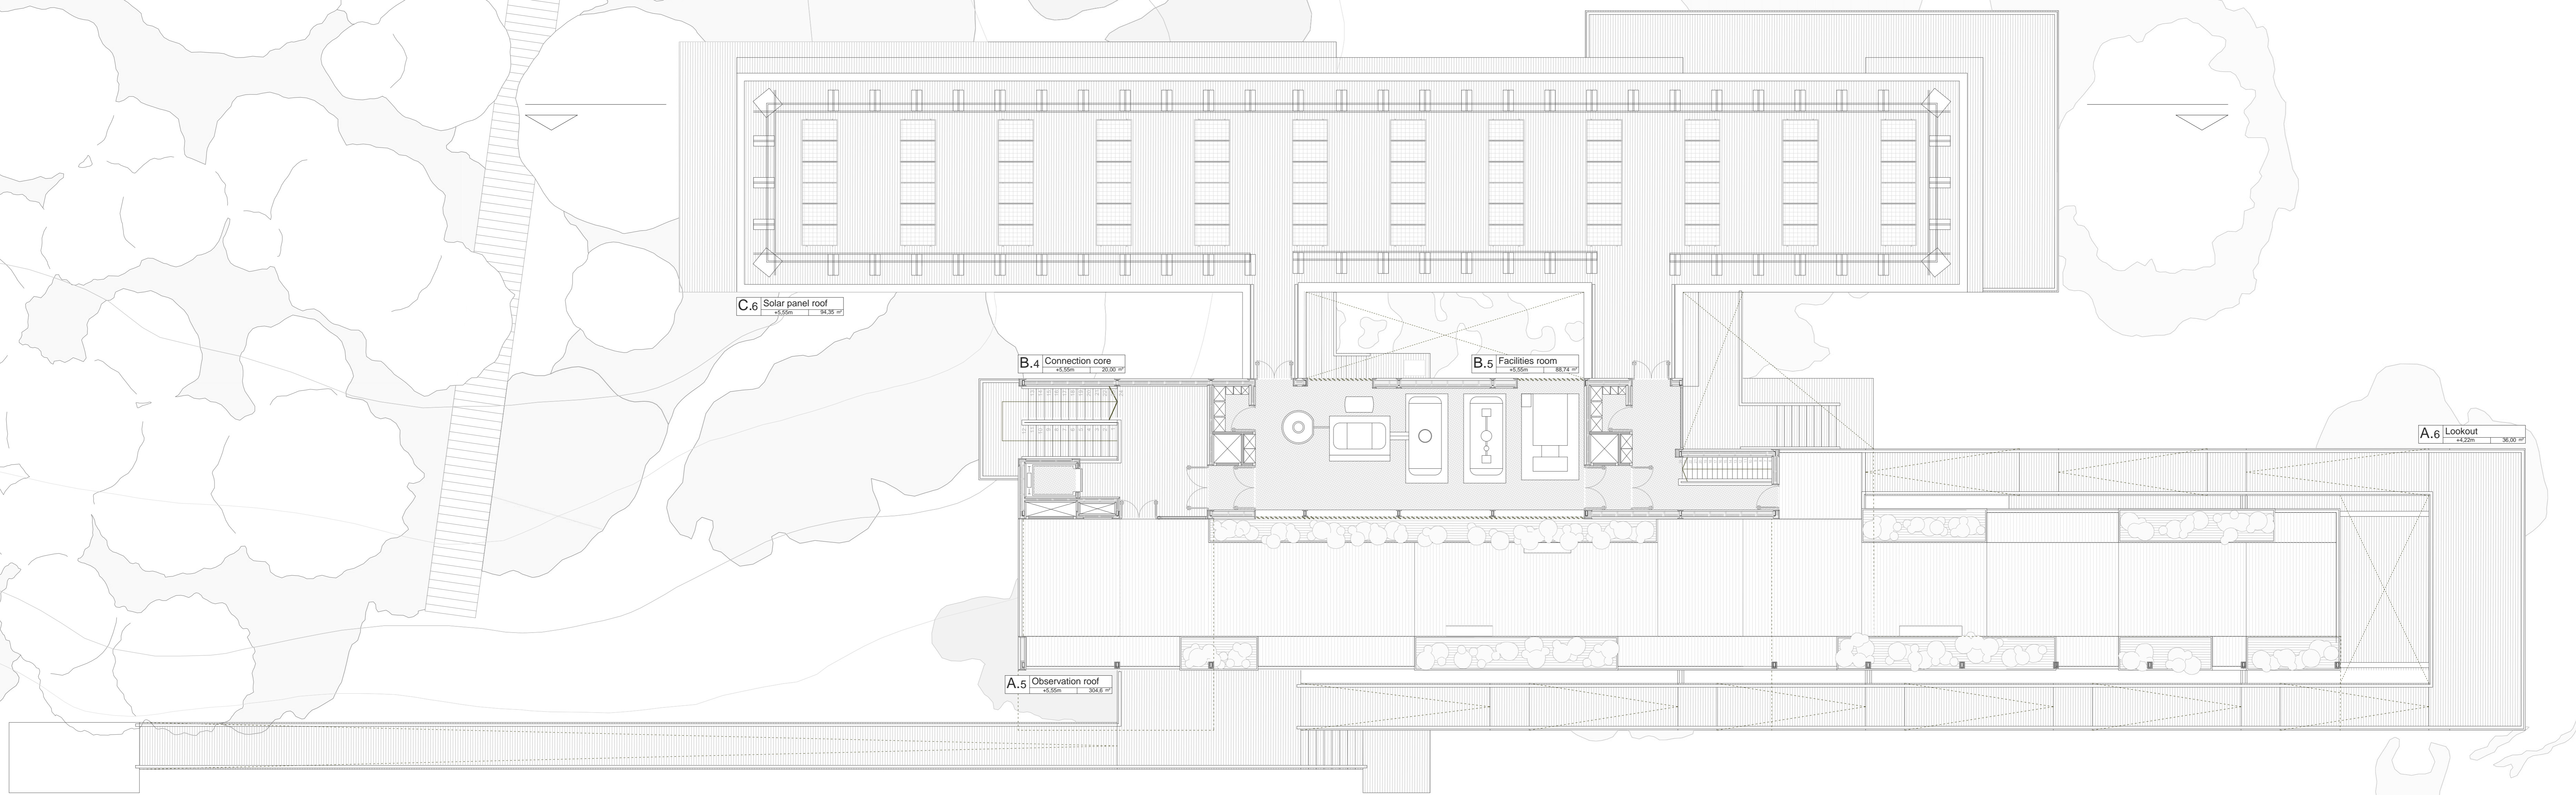 C.6 Solar panel roof
+5,55m 94,35 m²
B.4 Connection core
+5,55m 20,00 m²
B.5 Facilities room
+5,55m 88,74 m²
A.6 Lookout
+4,22m 36,00 m²
A.5 Observation roof
+5,55m 304,6 m²